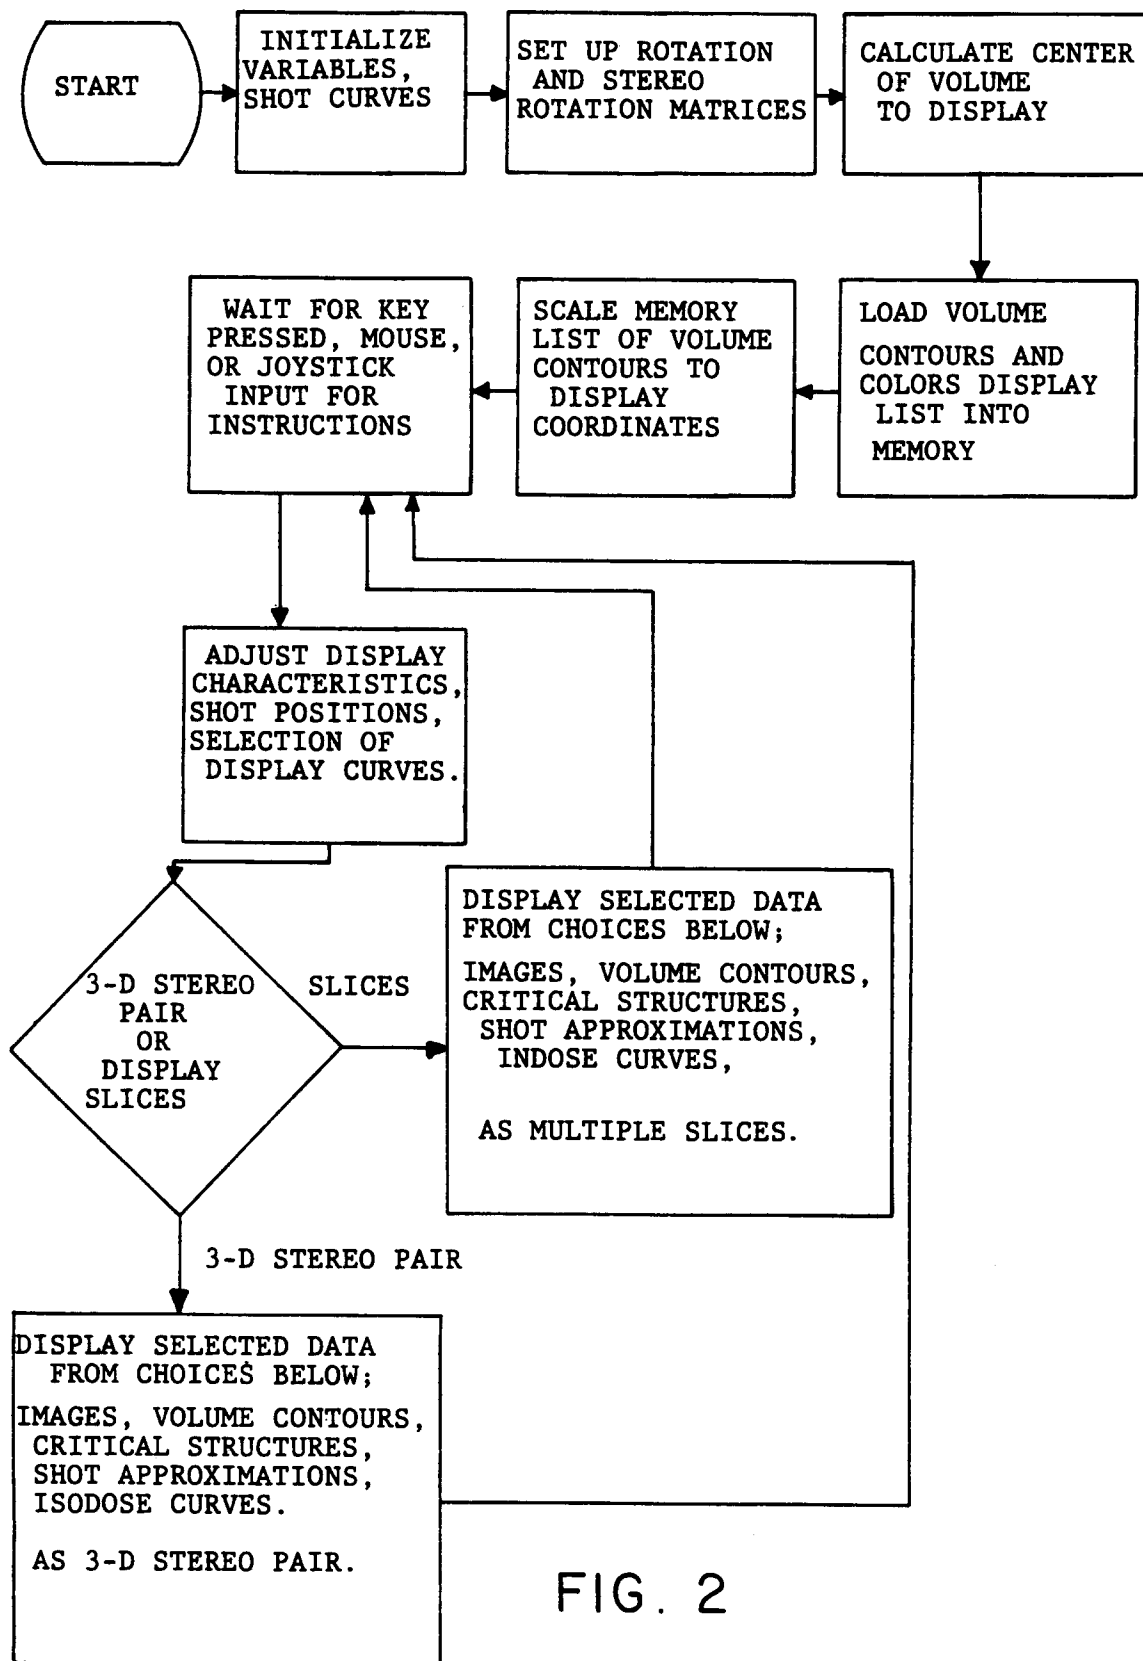 START
INITIALIZE
VARIABLES,
SHOT CURVES
SET UP ROTATION
AND STEREO
ROTATION MATRICES
CALCULATE CENTER
OF VOLUME
TO DISPLAY
LOAD VOLUME
CONTOURS AND
COLORS DISPLAY
LIST INTO
MEMORY
SCALE MEMORY
LIST OF VOLUME
CONTOURS TO
DISPLAY
COORDINATES
WAIT FOR KEY
PRESSED, MOUSE,
OR JOYSTICK
INPUT FOR
INSTRUCTIONS
ADJUST DISPLAY
CHARACTERISTICS,
SHOT POSITIONS,
SELECTION OF
DISPLAY CURVES.
3-D STEREO
PAIR
OR
DISPLAY
SLICES
SLICES
DISPLAY SELECTED DATA
FROM CHOICES BELOW;
IMAGES, VOLUME CONTOURS,
CRITICAL STRUCTURES,
SHOT APPROXIMATIONS,
INDOSE CURVES,
AS MULTIPLE SLICES.
3-D STEREO PAIR
DISPLAY SELECTED DATA
FROM CHOICES BELOW;
IMAGES, VOLUME CONTOURS,
CRITICAL STRUCTURES,
SHOT APPROXIMATIONS,
ISODOSE CURVES.
AS 3-D STEREO PAIR.
FIG. 2